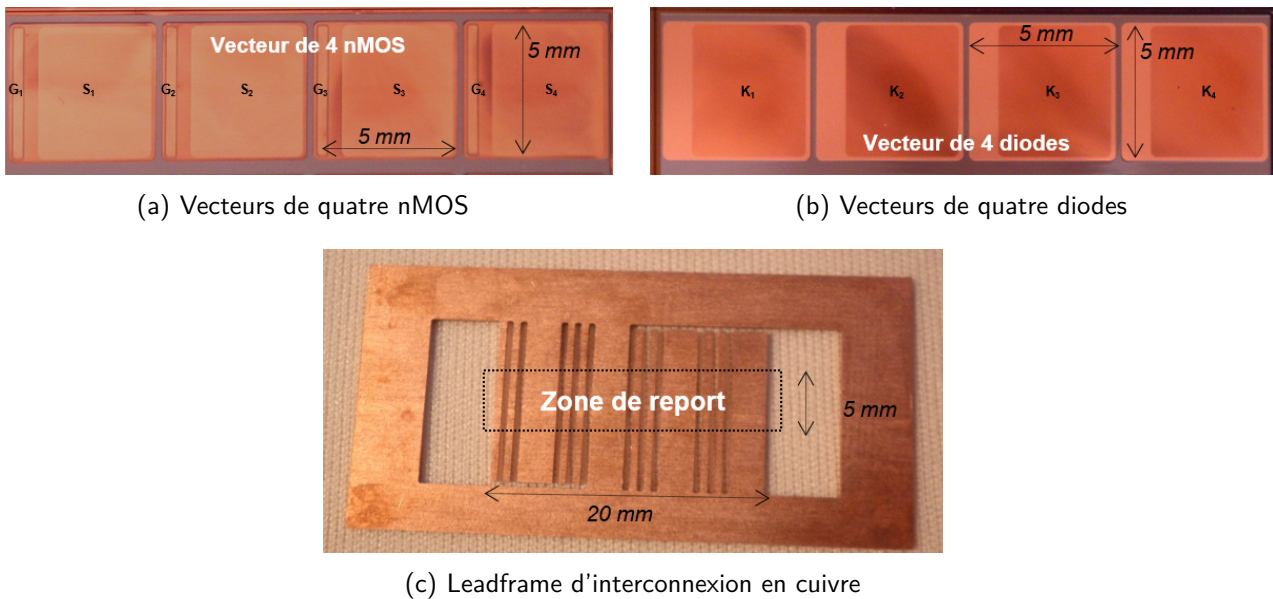 Vecteur de 4 nMOS
5 mm
G₁ S₁ G₂ S₂ G₃ S₃ G₄ S₄
5 mm
(a) Vecteurs de quatre nMOS
5 mm
5 mm
K₁ K₂ K₃ K₄
Vecteur de 4 diodes
(b) Vecteurs de quatre diodes
Zone de report
5 mm
20 mm
(c) Leadframe d'interconnexion en cuivre